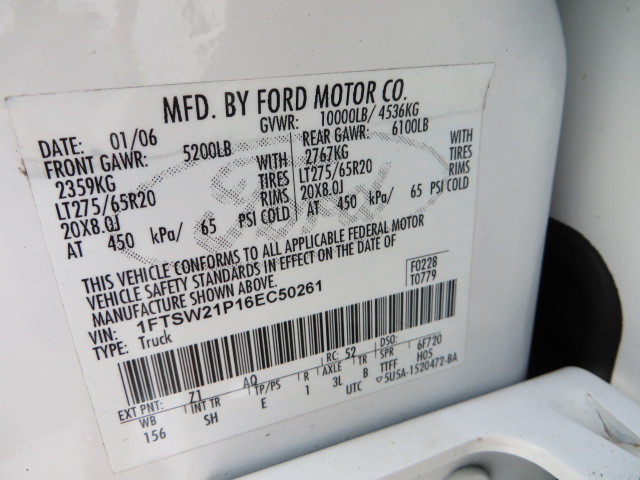 MFD. BY FORD MOTOR CO.
DATE: 01/06 GVWR: 10000LB/ 4536KG
FRONT GAWR: 5200LB REAR GAWR: 6100LB
2359KG WITH 2767KG WITH
LT275/65R20 TIRES LT275/65R20 TIRES
20X8.0J RIMS 20X8.0J RIMS
AT 450 kPa/ 65 PSI COLD AT 450 kPa/ 65 PSI COLD
Ford
THIS VEHICLE CONFORMS TO ALL APPLICABLE FEDERAL MOTOR
VEHICLE SAFETY STANDARDS IN EFFECT ON THE DATE OF
MANUFACTURE SHOWN ABOVE. F0228
VIN: 1FTSW21P16EC50261 T0779
TYPE: Truck
EXT PNT: Z1 AQ RC: 52 DSO: 6F720
WB INT TR TP/PS R AXLE TR SPR
156 SH E 1 3L B TTFF H05
UTC 5U5A-1520472-BA